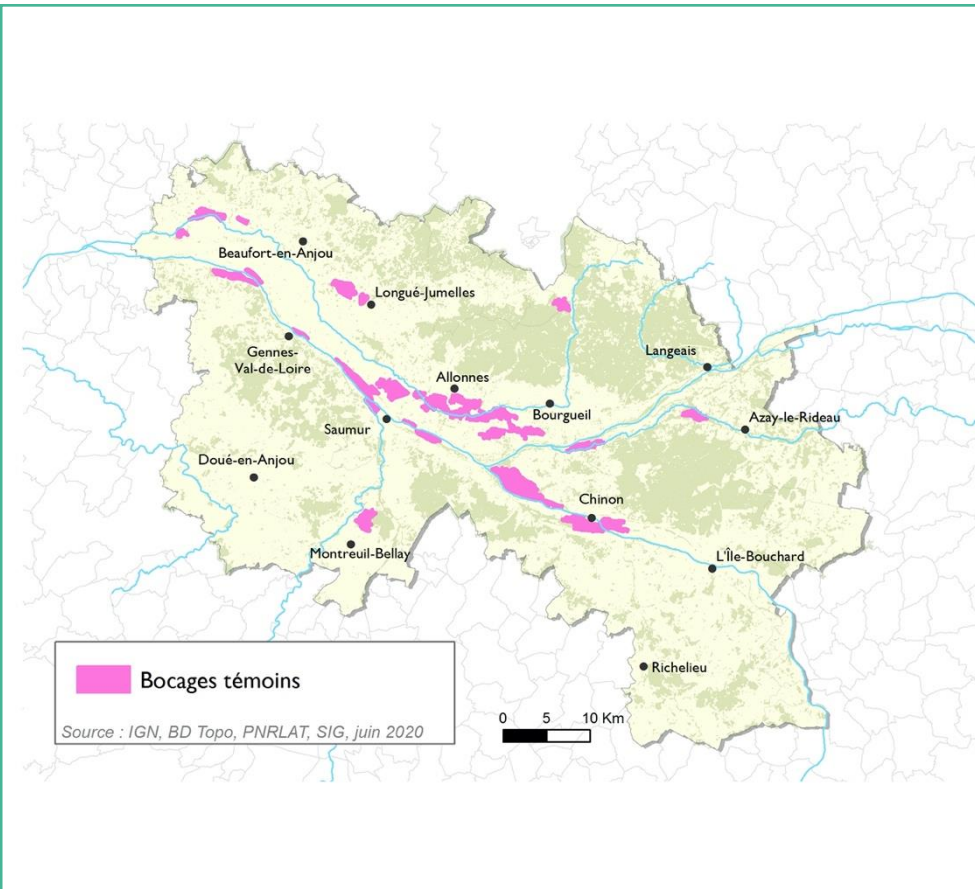 Beaufort-en-Anjou
Longué-Jumelles
Gennes-
Val-de-Loire
Langeais
Allonnes
Bourgueil
Azay-le-Rideau
Saumur
Doué-en-Anjou
Chinon
Montreuil-Bellay
L'Île-Bouchard
Richelieu
Bocages témoins
0 5 10 Km
Source : IGN, BD Topo, PNRLAT, SIG, juin 2020